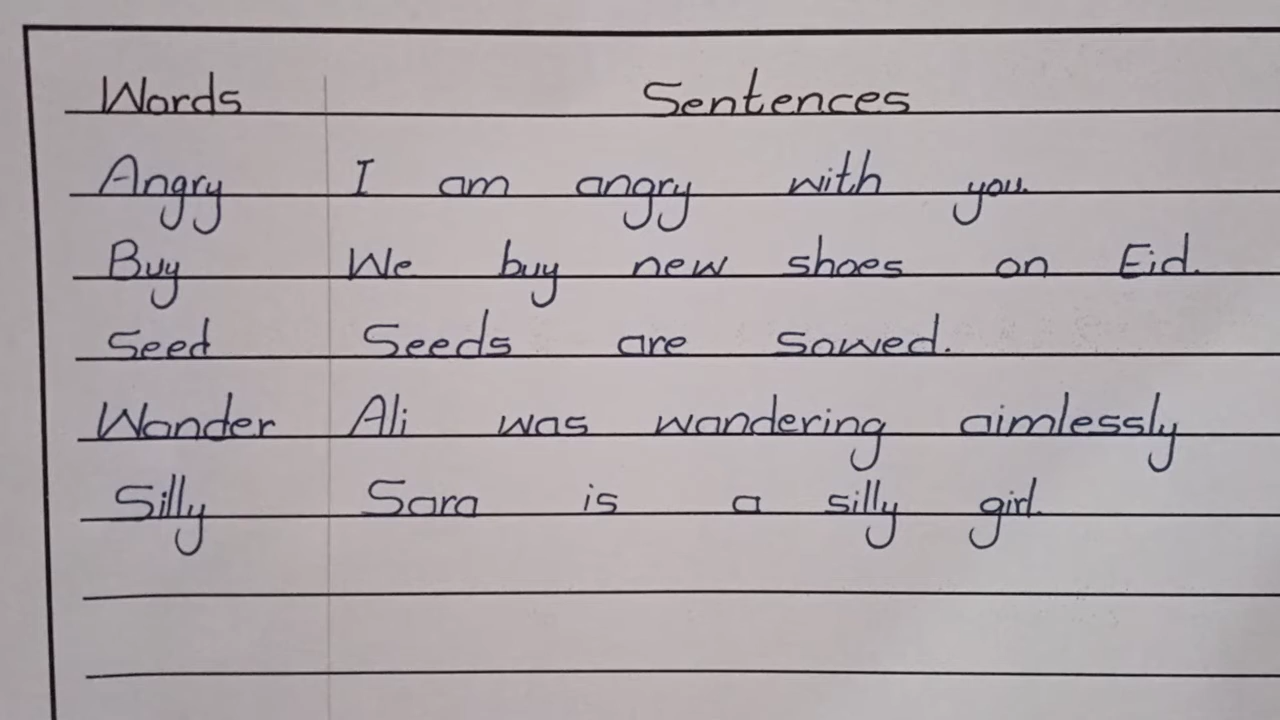 Words Sentences
Angry I am angry with you.
Buy We buy new shoes on Eid.
Seed Seeds are sowed.
Wander Ali was wandering aimlessly
Silly Sara is a silly girl.